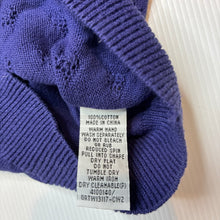 100%COTTON
MADE IN CHINA
WARM HAND
WASH SEPARATELY
DO NOT BLEACH
OR RUB
REDUCED SPIN
PULL INTO SHAPE
DRY FLAT
DO NOT
TUMBLE DRY
WARM IRON
DRY CLEANABLE(P)
4100140/